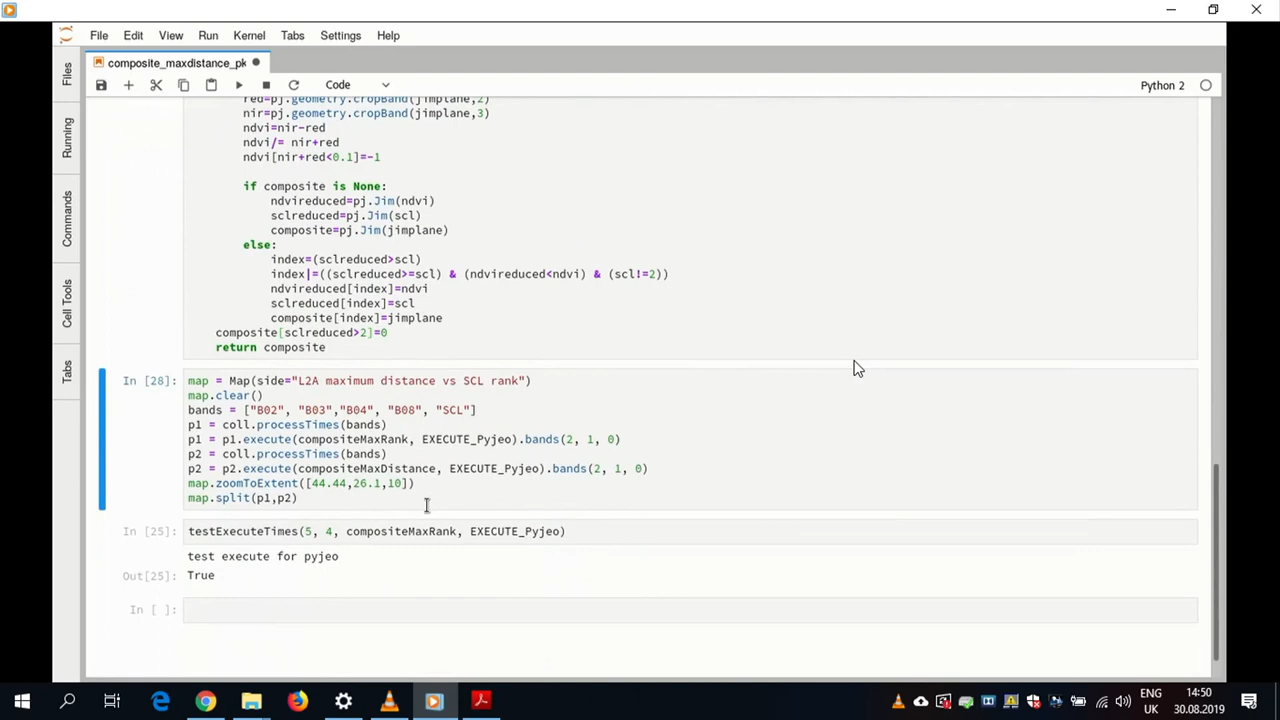 File Edit View Run Kernel Tabs Settings Help
composite_maxdistance_pk
Code
Python 2
Files
Running
Commands
Cell Tools
Tabs
red=pj.geometry.cropBand(jimplane,2)
nir=pj.geometry.cropBand(jimplane,3)
ndvi=nir-red
ndvi/= nir+red
ndvi[nir+red<0.1]=-1
if composite is None:
ndvireduced=pj.Jim(ndvi)
sclreduced=pj.Jim(scl)
composite=pj.Jim(jimplane)
else:
index=(sclreduced>scl)
index|=((sclreduced>=scl) & (ndvireduced<ndvi) & (scl!=2))
ndvireduced[index]=ndvi
sclreduced[index]=scl
composite[index]=jimplane
composite[sclreduced>2]=0
return composite
In [28]:
map = Map(side="L2A maximum distance vs SCL rank")
map.clear()
bands = ["B02", "B03","B04", "B08", "SCL"]
p1 = coll.processTimes(bands)
p1 = p1.execute(compositeMaxRank, EXECUTE_Pyjeo).bands(2, 1, 0)
p2 = coll.processTimes(bands)
p2 = p2.execute(compositeMaxDistance, EXECUTE_Pyjeo).bands(2, 1, 0)
map.zoomToExtent([44.44,26.1,10])
map.split(p1,p2)
In [25]: testExecuteTimes(5, 4, compositeMaxRank, EXECUTE_Pyjeo)
test execute for pyjeo
Out[25]: True
In [ ]:
ENG 14:50
UK 30.08.2019